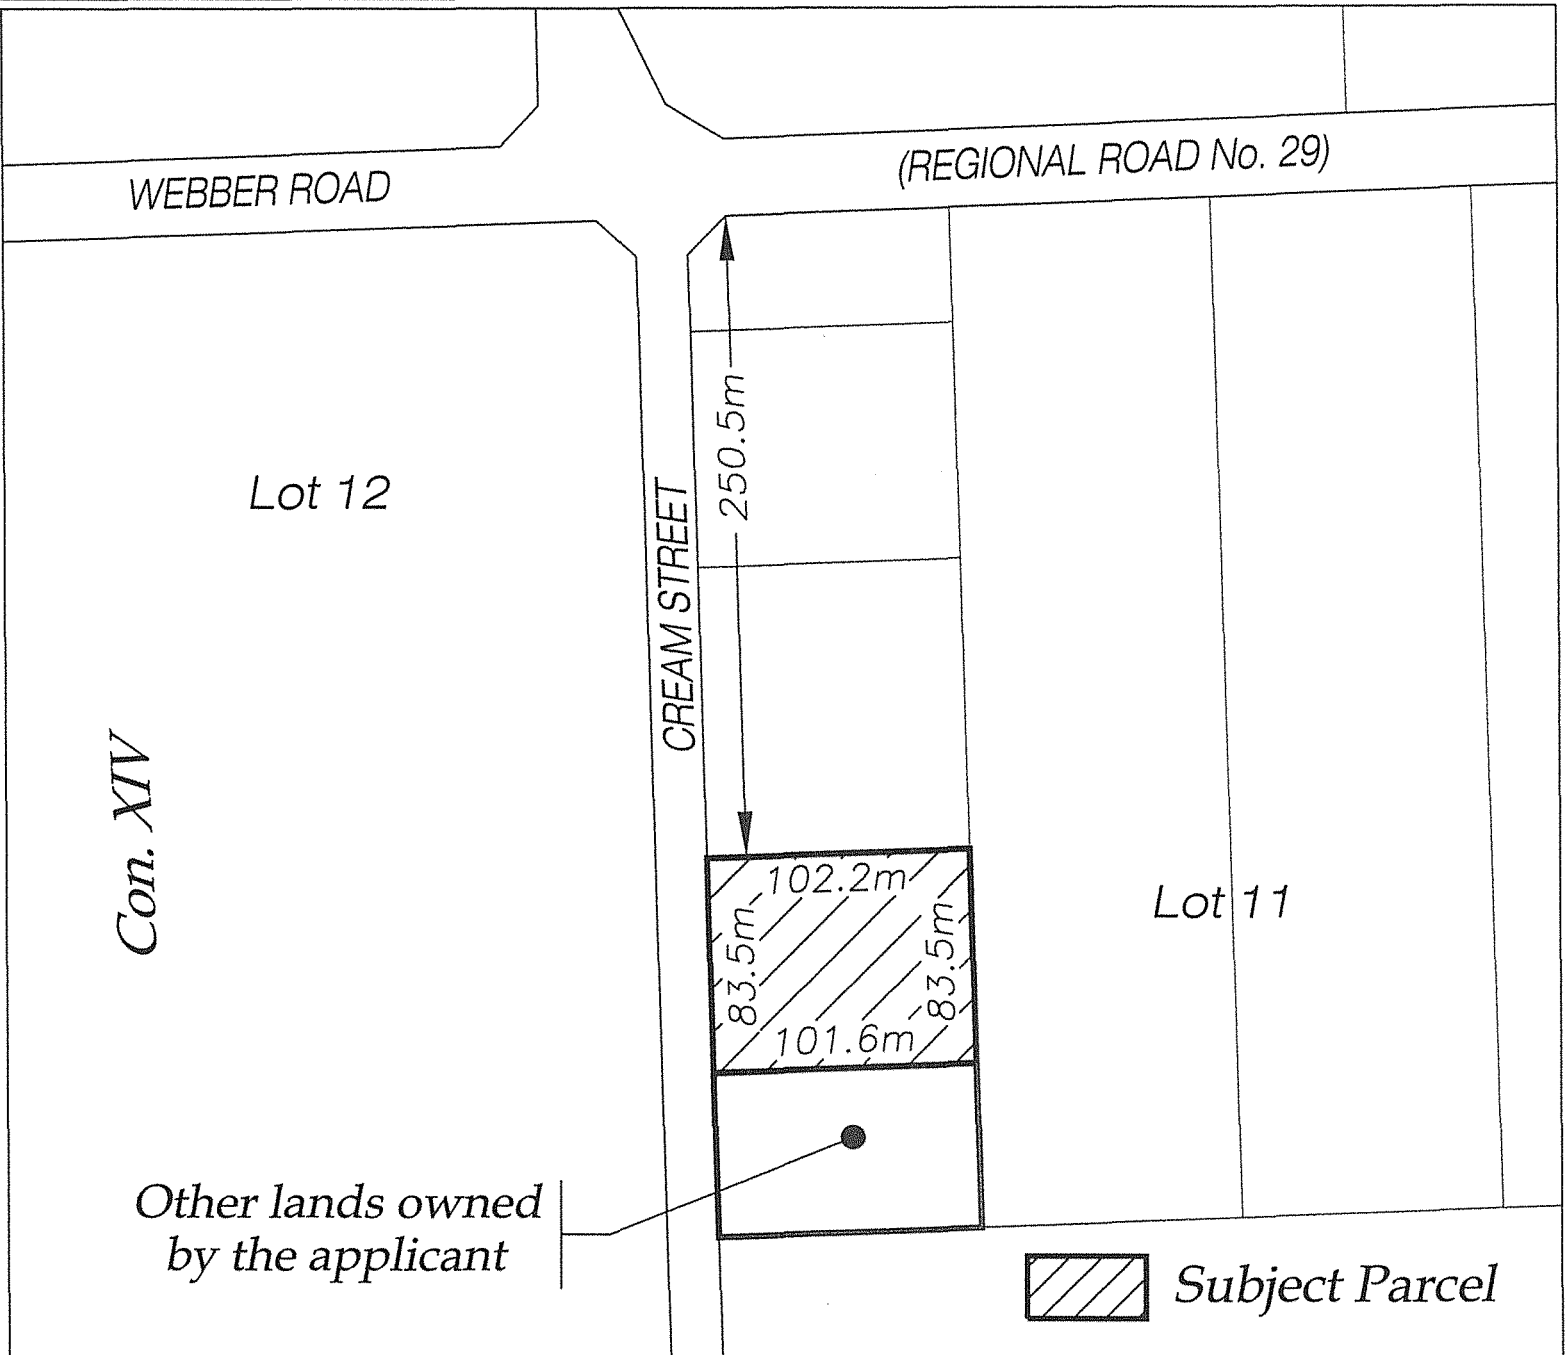 WEBBER ROAD
(REGIONAL ROAD No. 29)
250.5m
Lot 12
CREAM STREET
Con. XIV
102.2m
83.5m
83.5m
101.6m
Lot 11
Other lands owned
by the applicant
Subject Parcel